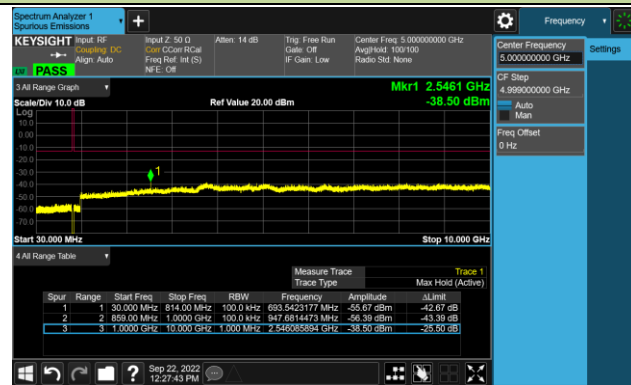 Spectrum Analyzer 1
Spurious Emissions
Frequency
KEYSIGHT
Input: RF
Coupling: DC
Align: Auto
Input Z: 50 Ω
Corr CCorr RCal
Freq Ref: Int (S)
NFE: Off
Atten: 14 dB
Trig: Free Run
Gate: Off
IF Gain: Low
Center Freq: 5.000000000 GHz
Avg|Hold: 100/100
Radio Std: None
PASS
Center Frequency
5.000000000 GHz
Settings
CF Step
4.999000000 GHz
Auto
Man
Freq Offset
0 Hz
3 All Range Graph
Mkr1 2.5461 GHz
Scale/Div 10.0 dB
Ref Value 20.00 dBm
-38.50 dBm
Log
10.0
0.00
-10.0
-20.0
-30.0
-40.0
-50.0
-60.0
-70.0
1
Start 30.000 MHz
Stop 10.000 GHz
4 All Range Table
Measure Trace Trace 1
Trace Type Max Hold (Active)
Spur Range Start Freq Stop Freq RBW Frequency Amplitude ΔLimit
1 1 30.000 MHz 814.00 MHz 100.0 kHz 693.5423177 MHz -55.67 dBm -42.67 dB
2 2 859.00 MHz 1.0000 GHz 100.0 kHz 947.6814473 MHz -56.39 dBm -43.39 dB
3 3 1.0000 GHz 10.000 GHz 1.000 MHz 2.546085894 GHz -38.50 dBm -25.50 dB
Sep 22, 2022
12:27:43 PM